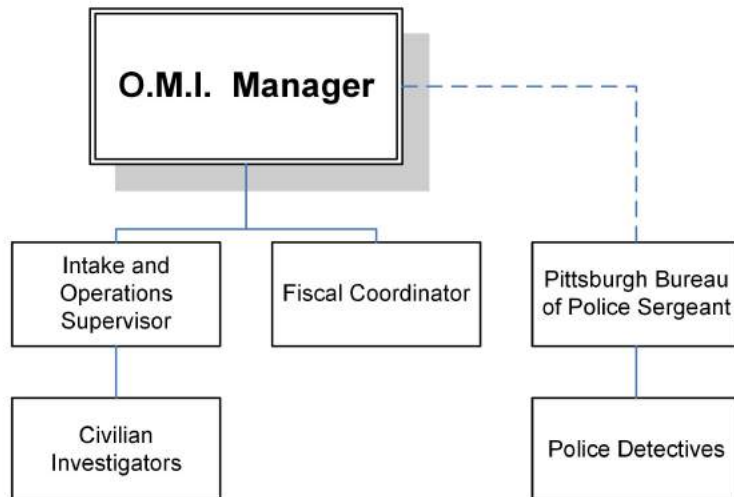 O.M.I. Manager
Intake and
Operations
Supervisor
Fiscal Coordinator
Pittsburgh Bureau
of Police Sergeant
Civilian
Investigators
Police Detectives